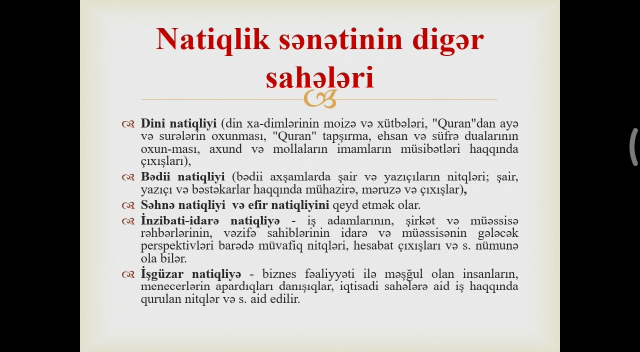 Natiqlik sənətinin digər
sahələri
Dini natiqliyi (din xa-dimlərinin moizə və xütbələri, "Quran"dan ayə
və surələrin oxunması, "Quran" tapşırma, ehsan və süfrə dualarının
oxun-ması, axund və mollaların imamların müsibətləri haqqında
çıxışları),
Bədii natiqliyi (bədii axşamlarda şair və yazıçıların nitqləri; şair,
yazıçı və bəstəkarlar haqqında mühazirə, məruzə və çıxışlar),
Səhnə natiqliyi və efir natiqliyini qeyd etmək olar.
İnzibati-idarə natiqliyə - iş adamlarının, şirkət və müəssisə
rəhbərlərinin, vəzifə sahiblərinin idarə və müəssisənin gələcək
perspektivləri barədə müvafiq nitqləri, hesabat çıxışları və s. nümunə
ola bilər.
İşgüzar natiqliyə - biznes fəaliyyəti ilə məşğul olan insanların,
menecerlərin apardıqları danışıqlar, iqtisadi sahələrə aid iş haqqında
qurulan nitqlər və s. aid edilir.